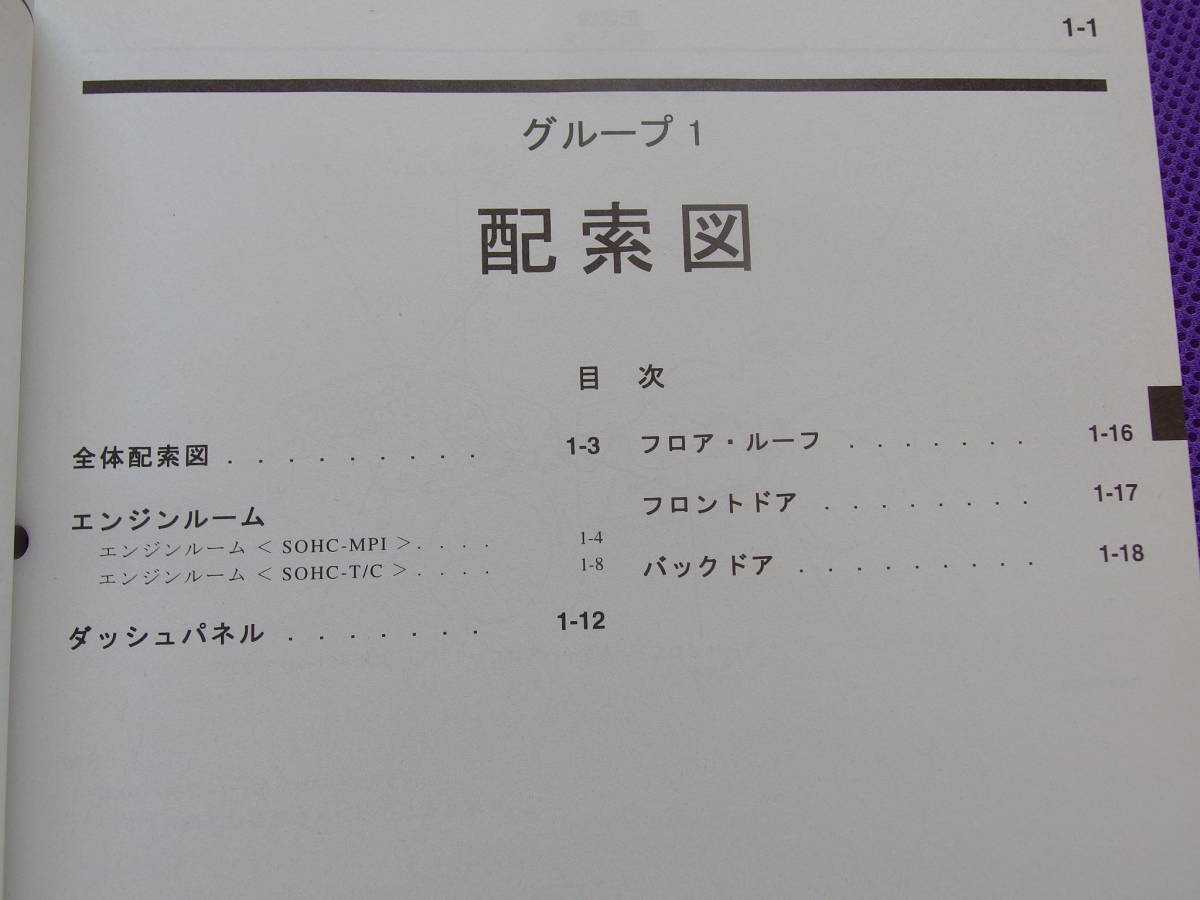 1-1
グループ 1
配索図
目 次
全体配索図 . . . . . . . . . 1-3
エンジンルーム
エンジンルーム < SOHC-MPI > . . . . 1-4
エンジンルーム < SOHC-T/C > . . . . 1-8
ダッシュパネル . . . . . . . 1-12
フロア・ルーフ . . . . . . . 1-16
フロントドア . . . . . . . . 1-17
バックドア . . . . . . . . . 1-18